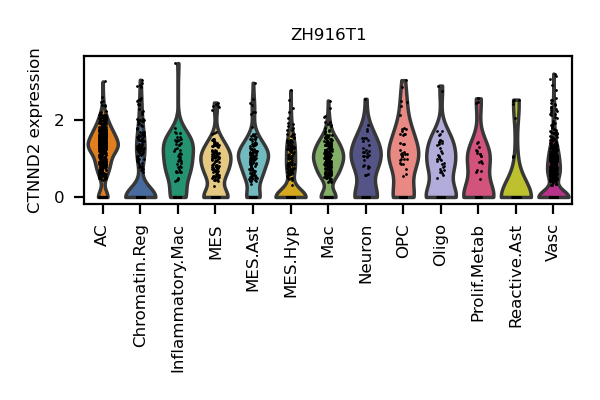 ZH916T1
CTNND2 expression
2
0
AC
Chromatin.Reg
Inflammatory.Mac
MES
MES.Ast
MES.Hyp
Mac
Neuron
OPC
Oligo
Prolif.Metab
Reactive.Ast
Vasc